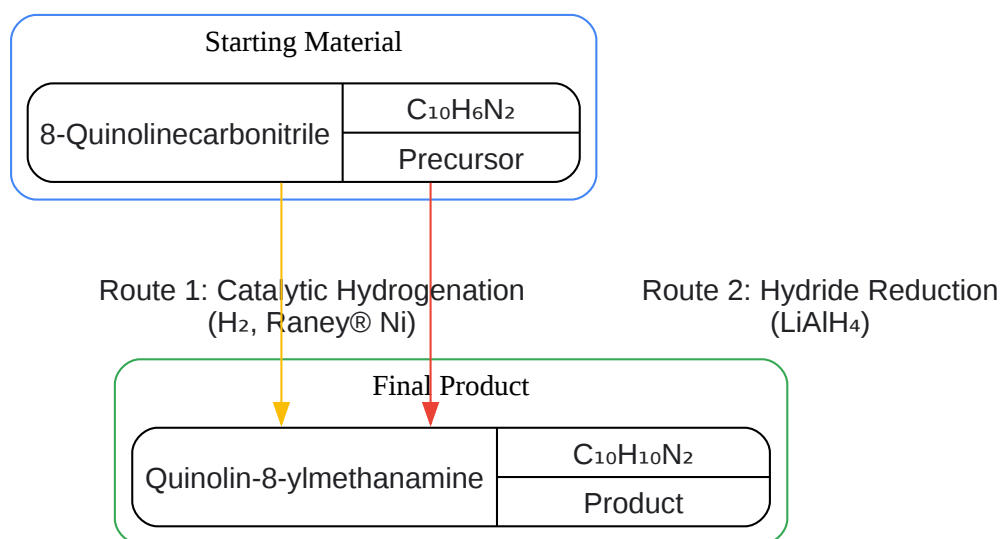 Starting Material
8-Quinolinecarbonitrile
C₁₀H₆N₂
Precursor
Route 1: Catalytic Hydrogenation
(H₂, Raney® Ni)
Route 2: Hydride Reduction
(LiAlH₄)
Final Product
Quinolin-8-ylmethanamine
C₁₀H₁₀N₂
Product